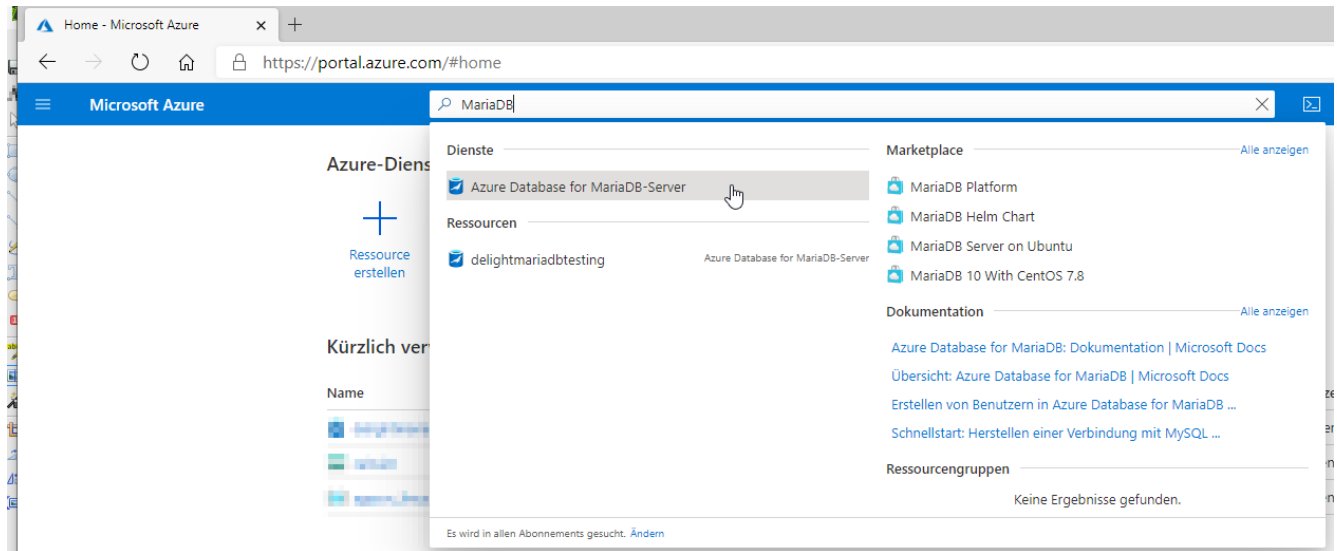 Home - Microsoft Azure
https://portal.azure.com/#home
Microsoft Azure
MariaDB
Azure-Diens
Ressource
erstellen
Kürzlich ver
Name
Dienste
Azure Database for MariaDB-Server
Ressourcen
delightmariadbtesting Azure Database for MariaDB-Server
Marketplace Alle anzeigen
MariaDB Platform
MariaDB Helm Chart
MariaDB Server on Ubuntu
MariaDB 10 With CentOS 7.8
Dokumentation Alle anzeigen
Azure Database for MariaDB: Dokumentation | Microsoft Docs
Übersicht: Azure Database for MariaDB | Microsoft Docs
Erstellen von Benutzern in Azure Database for MariaDB ...
Schnellstart: Herstellen einer Verbindung mit MySQL ...
Ressourcengruppen
Keine Ergebnisse gefunden.
Es wird in allen Abonnements gesucht. Ändern